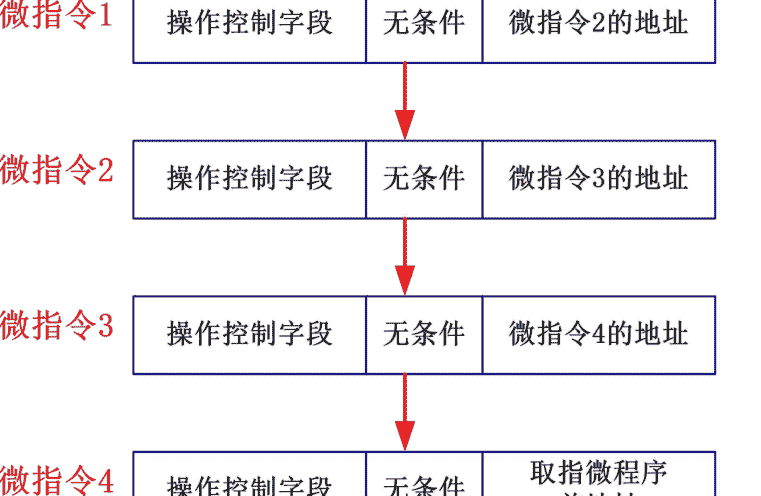 微指令1 操作控制字段 无条件 微指令2的地址
微指令2 操作控制字段 无条件 微指令3的地址
微指令3 操作控制字段 无条件 微指令4的地址
取指微程序
微指令4 操作控制字段 无条件